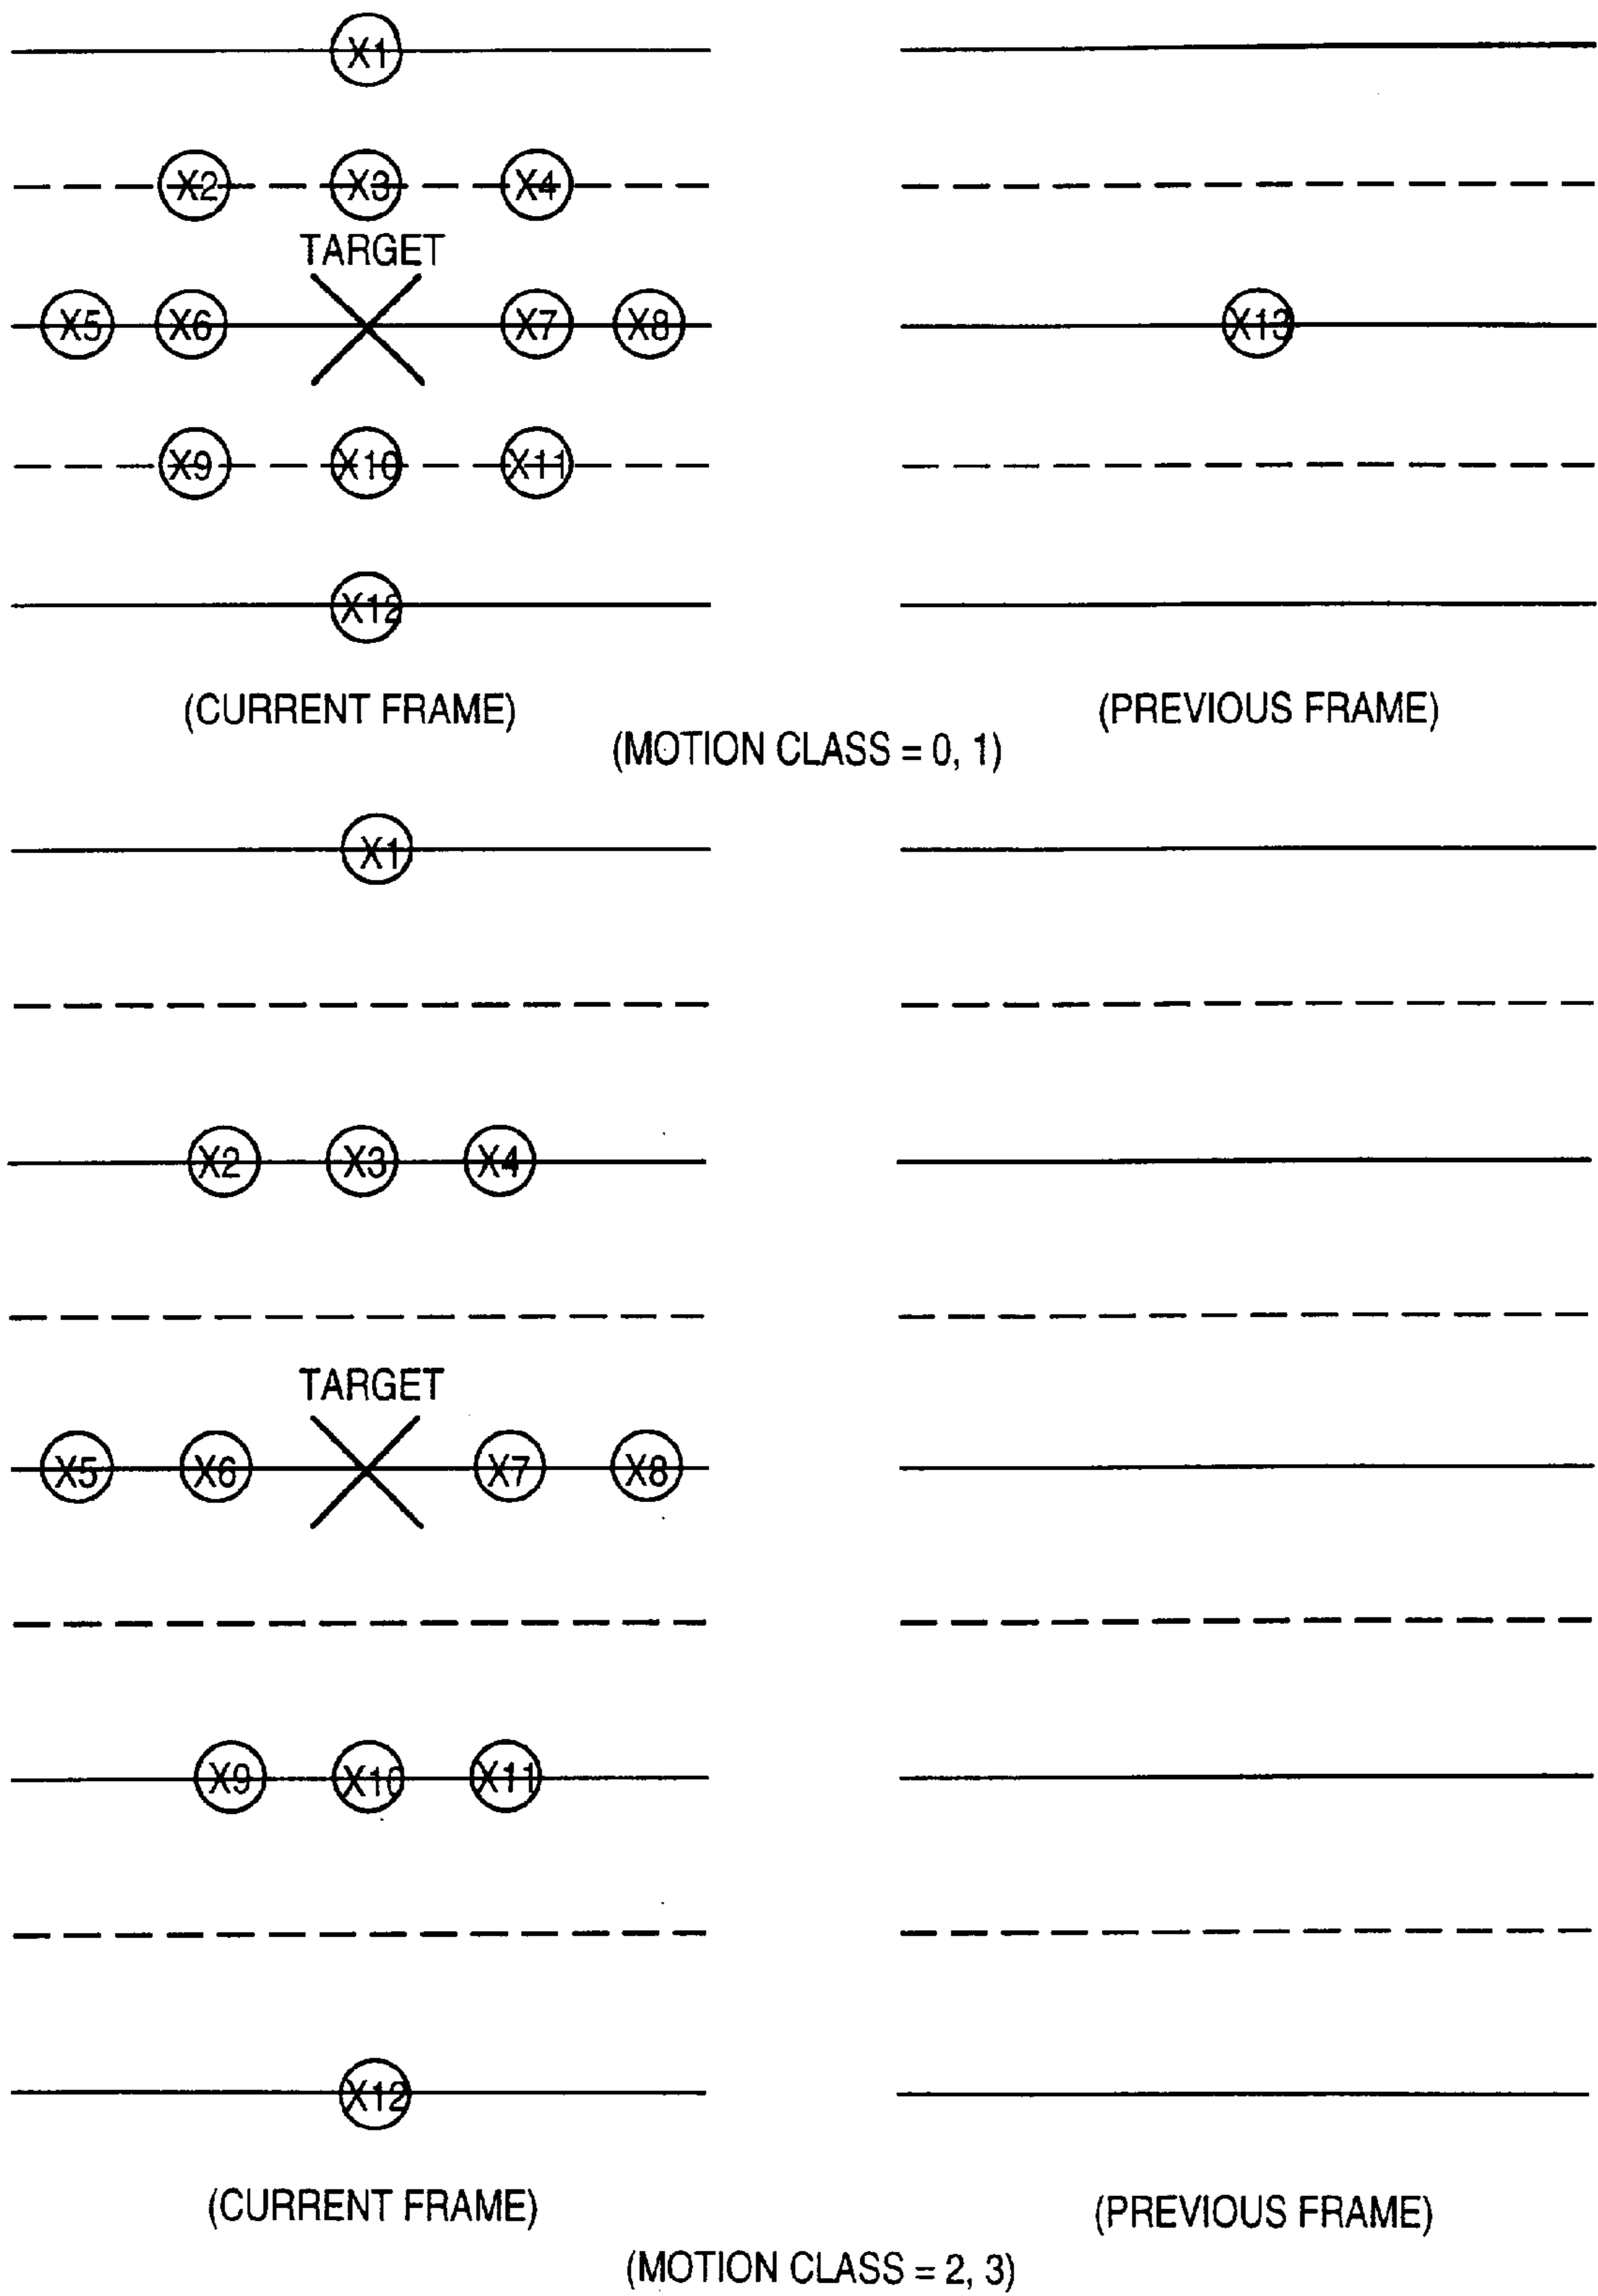 X1
X2 X3 X4
TARGET
X5 X6 X7 X8 X13
X9 X10 X11
X12
(CURRENT FRAME) (PREVIOUS FRAME)
(MOTION CLASS = 0, 1)
X1
X2 X3 X4
TARGET
X5 X6 X7 X8
X9 X10 X11
X12
(CURRENT FRAME) (PREVIOUS FRAME)
(MOTION CLASS = 2, 3)